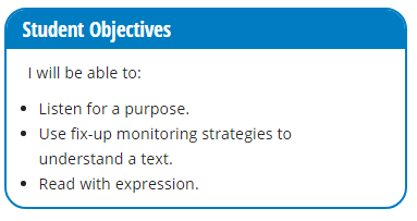 Student Objectives
I will be able to:
• Listen for a purpose.
• Use fix-up monitoring strategies to
understand a text.
• Read with expression.